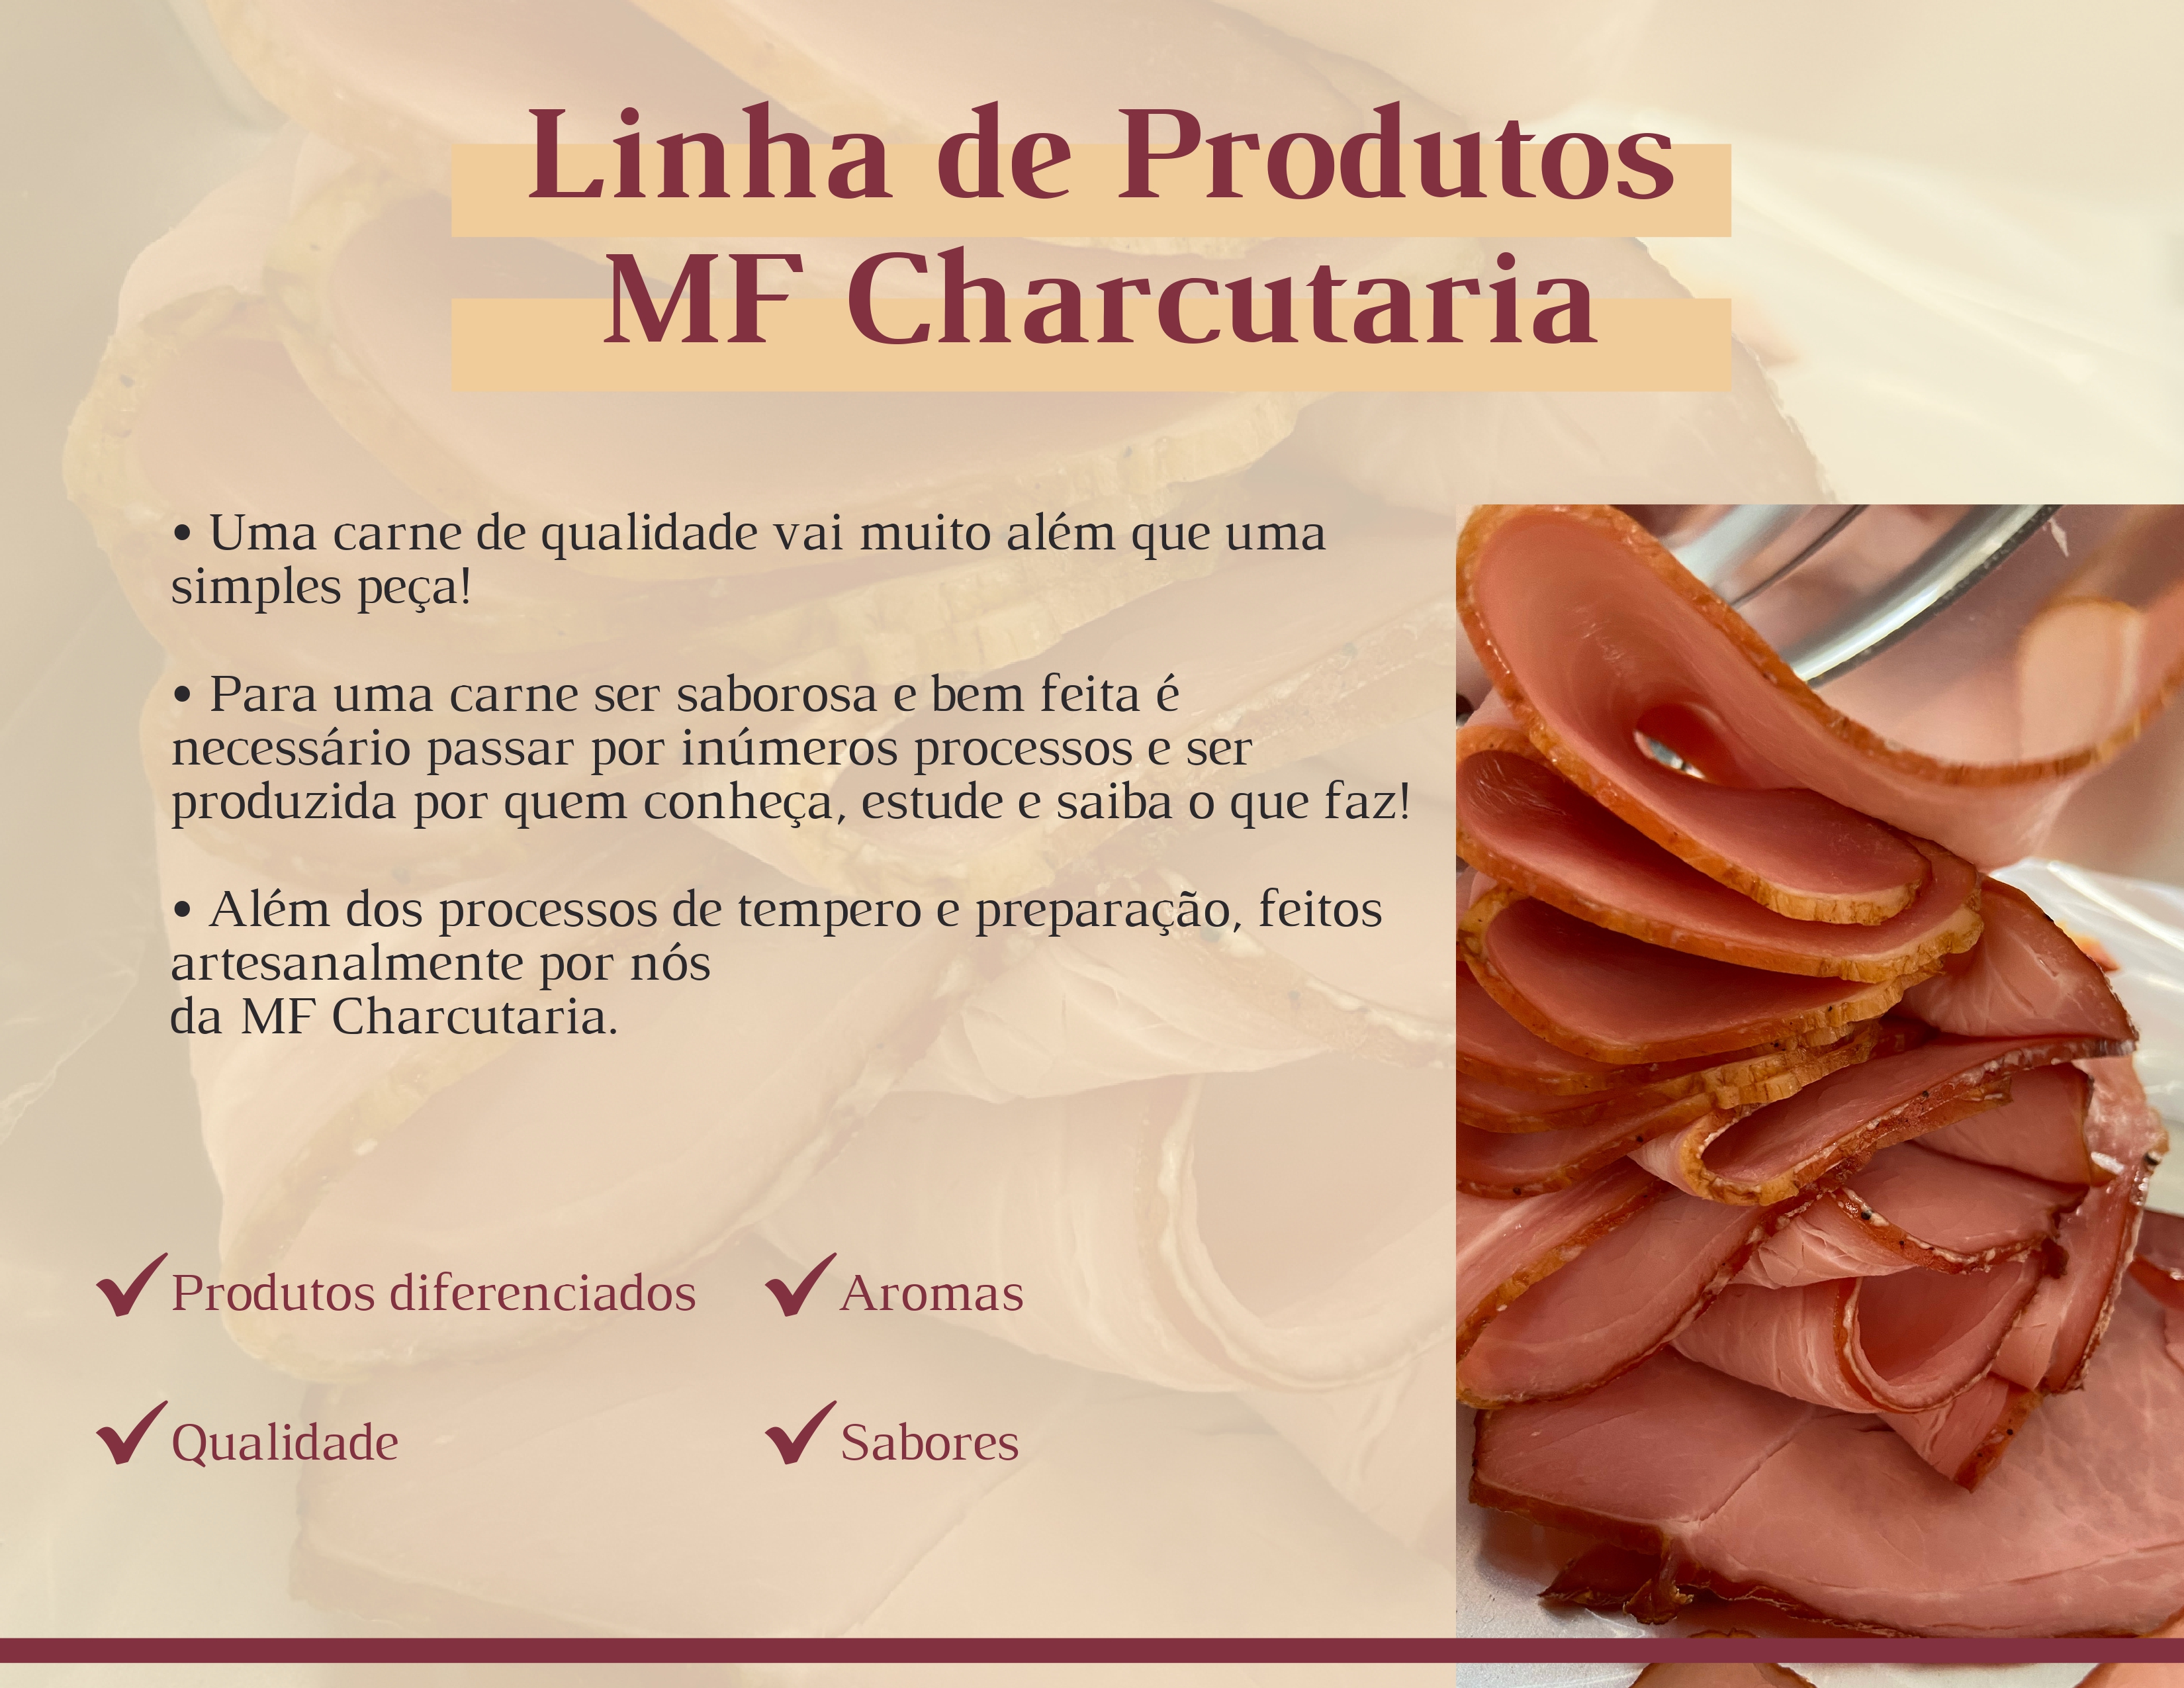 Linha de Produtos
MF Charcutaria
• Uma carne de qualidade vai muito além que uma
simples peça!
• Para uma carne ser saborosa e bem feita é
necessário passar por inúmeros processos e ser
produzida por quem conheça, estude e saiba o que faz!
• Além dos processos de tempero e preparação, feitos
artesanalmente por nós
da MF Charcutaria.
✔ Produtos diferenciados
✔ Aromas
✔ Qualidade
✔ Sabores